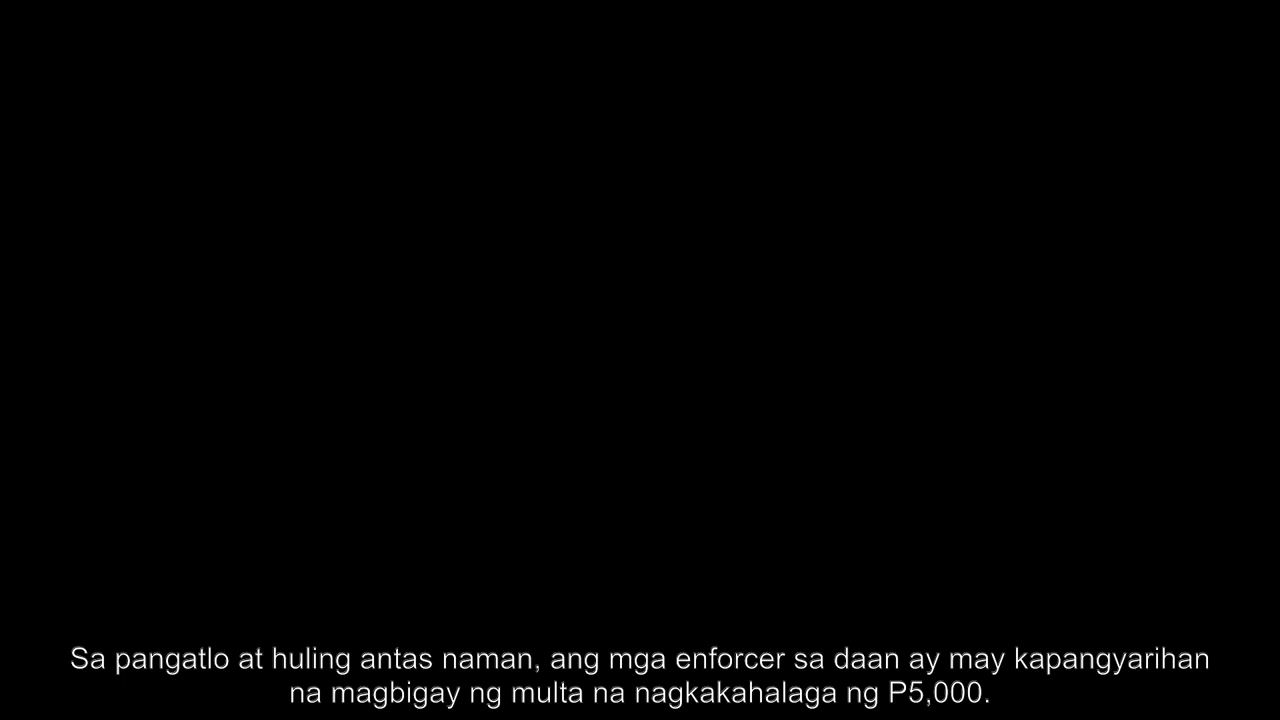 Sa pangatlo at huling antas naman, ang mga enforcer sa daan ay may kapangyarihan
na magbigay ng multa na nagkakahalaga ng P5,000.